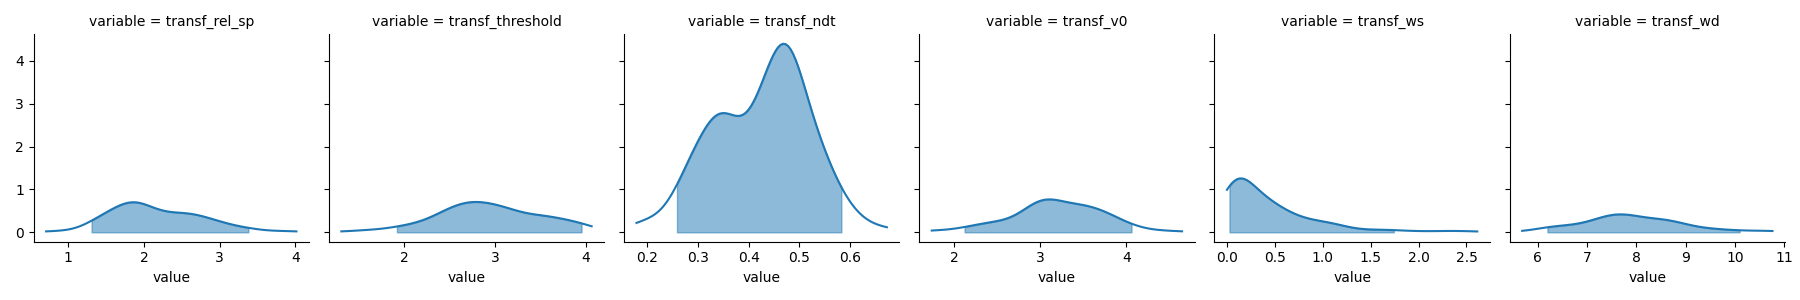 variable = transf_rel_sp
variable = transf_threshold
variable = transf_ndt
variable = transf_v0
variable = transf_ws
variable = transf_wd
4
3
2
1
0
1 2 3 4
2 3 4
0.2 0.3 0.4 0.5 0.6
2 3 4
0.0 0.5 1.0 1.5 2.0 2.5
6 7 8 9 10 11
value
value
value
value
value
value